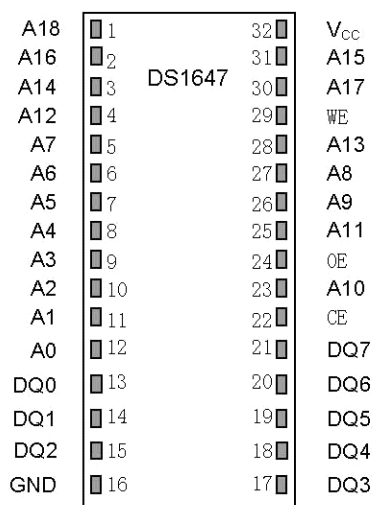 A18 1 32 V_CC
A16 2 31 A15
A14 3 DS1647 30 A17
A12 4 29 WE
A7 5 28 A13
A6 6 27 A8
A5 7 26 A9
A4 8 25 A11
A3 9 24 OE
A2 10 23 A10
A1 11 22 CE
A0 12 21 DQ7
DQ0 13 20 DQ6
DQ1 14 19 DQ5
DQ2 15 18 DQ4
GND 16 17 DQ3